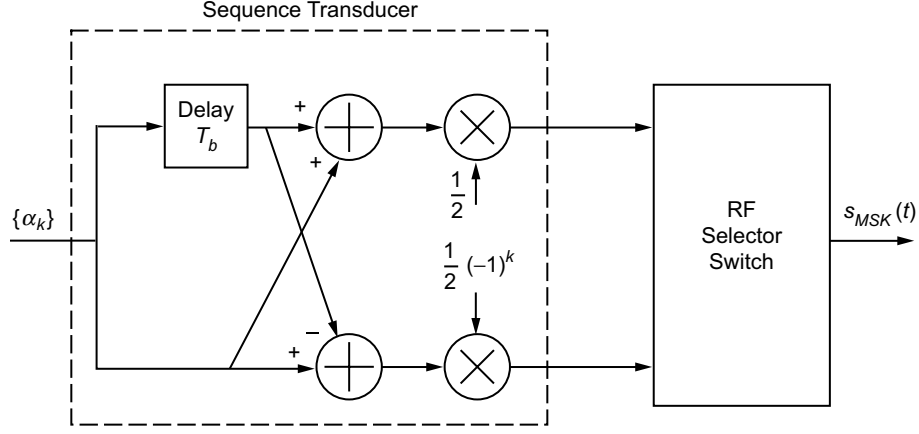 Sequence Transducer
Delay
T_b
+
+
1/2
{α_k}
RF
Selector
Switch
s_MSK (t)
1/2 (−1)^k
−
+